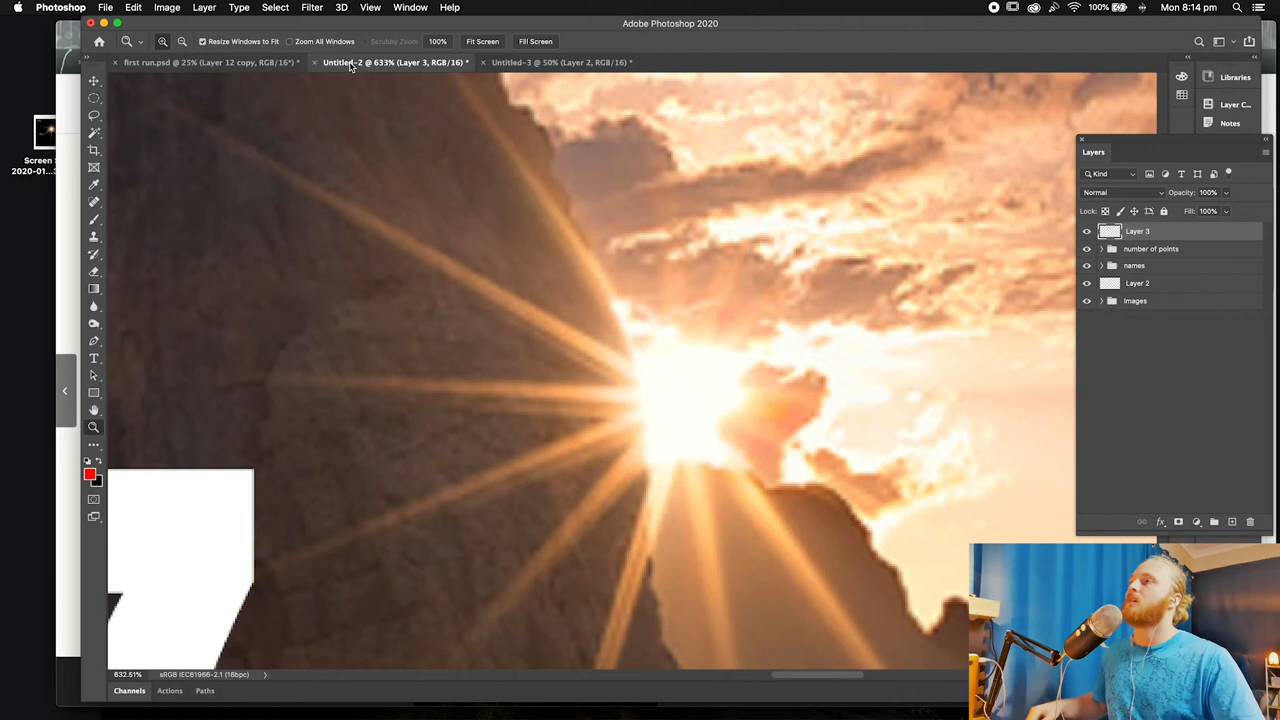 Photoshop File Edit Image Layer Type Select Filter 3D View Window Help 100% Mon 8:14 pm
Adobe Photoshop 2020
Resize Windows to Fit Zoom All Windows Scrubby Zoom 100% Fit Screen Fill Screen
first run.psd @ 25% (Layer 12 copy, RGB/16*) * Untitled-2 @ 633% (Layer 3, RGB/16) * Untitled-3 @ 50% (Layer 2, RGB/16) *
Libraries
Layer C...
Notes
Layers
Kind
Normal Opacity: 100%
Lock: Fill: 100%
Layer 3
number of points
names
Layer 2
Images
Screen S
2020-01...3
632.51% sRGB IEC61966-2.1 (16bpc)
Channels Actions Paths